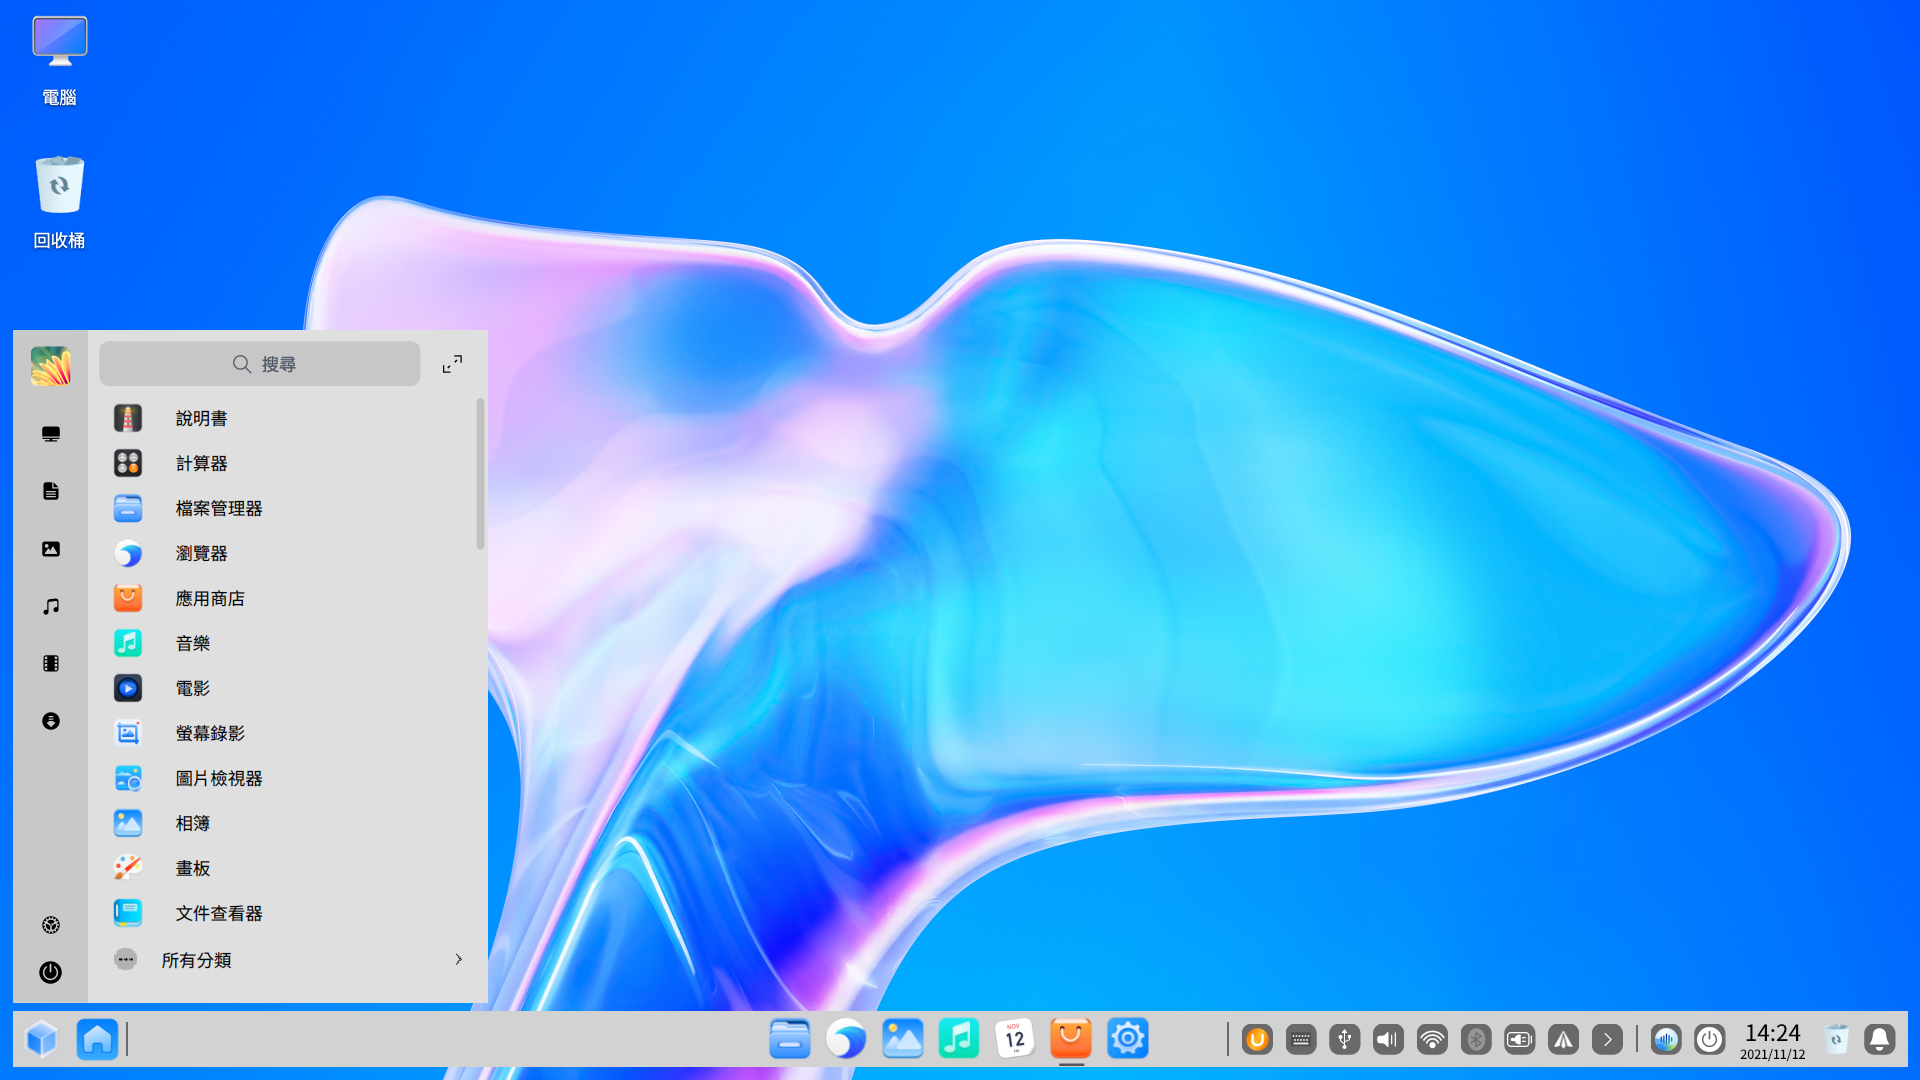 電腦
回收桶
搜尋
說明書
計算器
檔案管理器
瀏覽器
應用商店
音樂
電影
螢幕錄影
圖片檢視器
相簿
畫板
文件查看器
所有分類
NOV
12
14:24
2021/11/12